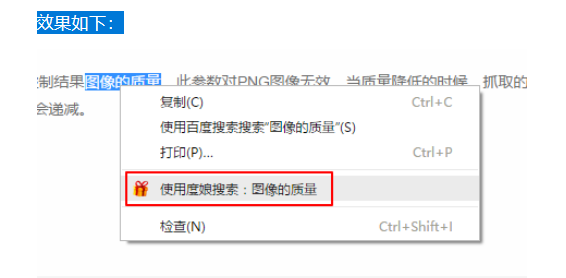 效果如下：
制结果图像的质量。此参数对PNG图像无效。当质量降低的时候，抓取的
会递减。
复制(C) Ctrl+C
使用百度搜索搜索“图像的质量”(S)
打印(P)... Ctrl+P
使用度娘搜索：图像的质量
检查(N) Ctrl+Shift+I